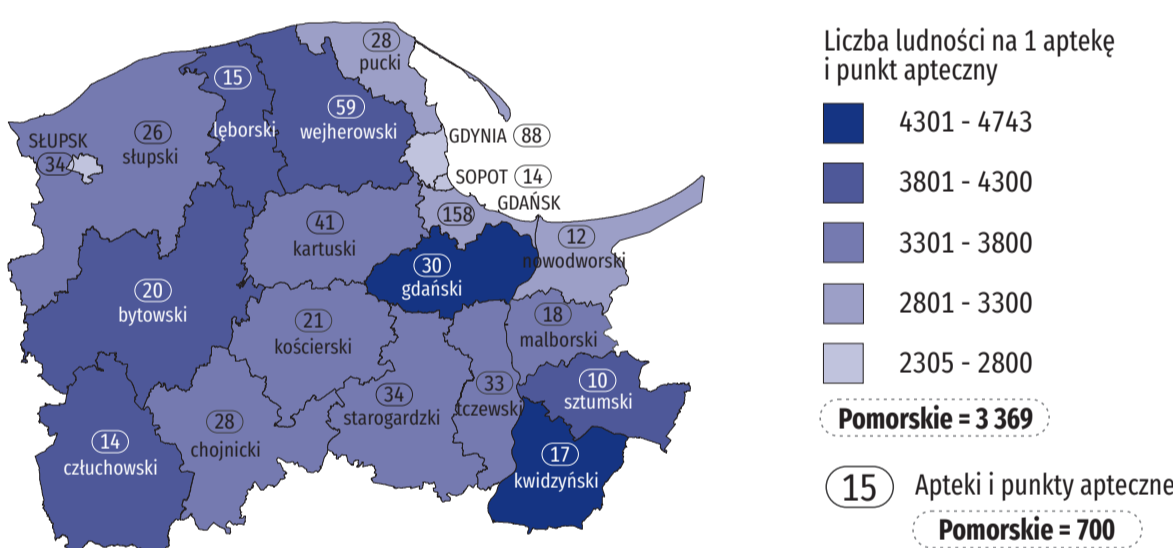 28
pucki
15
lęborski
59
wejherowski
SŁUPSK
34
26
słupski
GDYNIA 88
SOPOT 14
GDAŃSK
158
41
kartuski
12
nowodworski
30
gdański
20
bytowski
21
kościerski
18
malborski
34
starogardzki
33
tczewski
10
sztumski
14
człuchowski
28
chojnicki
17
kwidzyński
Liczba ludności na 1 aptekę
i punkt apteczny
4301 - 4743
3801 - 4300
3301 - 3800
2801 - 3300
2305 - 2800
Pomorskie = 3 369
15 Apteki i punkty apteczne
Pomorskie = 700